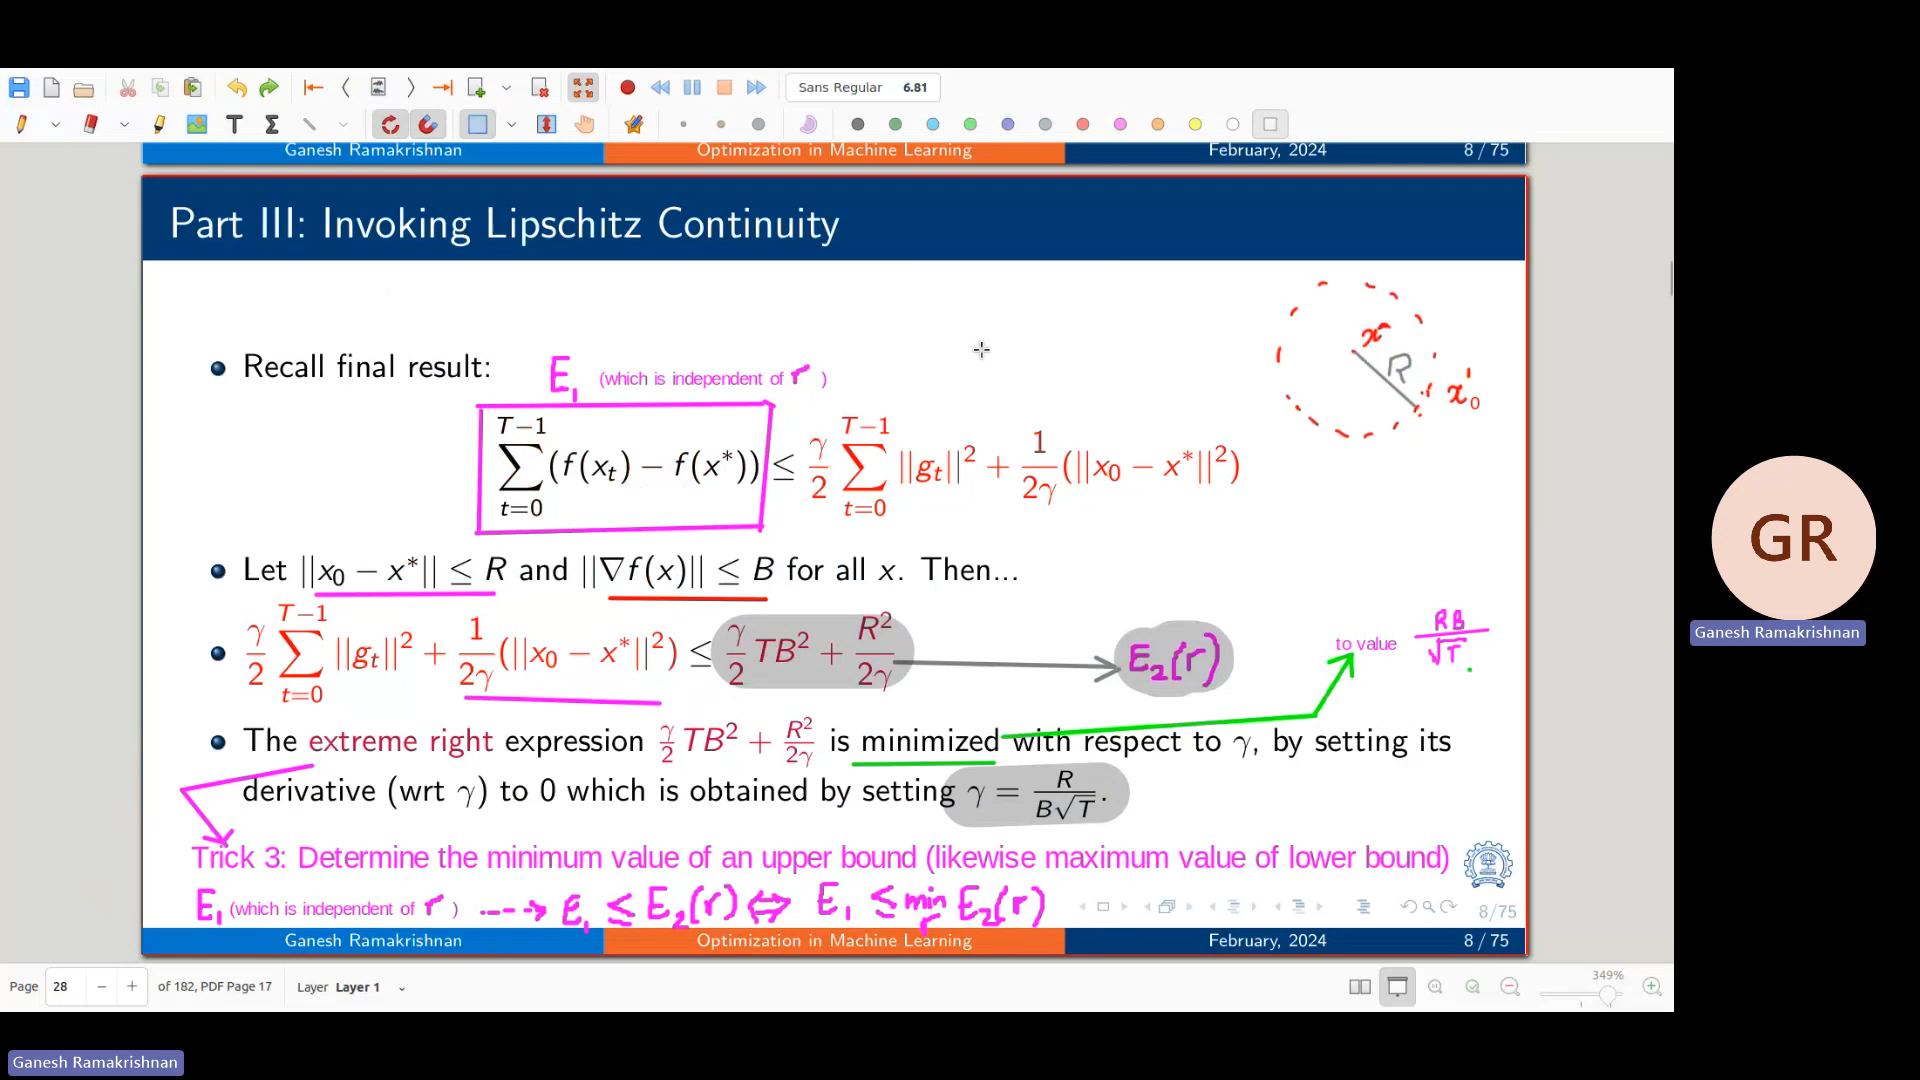 Sans Regular 6.81
Ganesh Ramakrishnan Optimization in Machine Learning February, 2024 8 / 75
Part III: Invoking Lipschitz Continuity
Recall final result: E₁ (which is independent of r )
x* R x'₀
∑_{t=0}^{T−1} (f(xₜ) − f(x*)) ≤ γ/2 ∑_{t=0}^{T−1} ||gₜ||² + 1/2γ (||x₀ − x*||²)
Let ||x₀ − x*|| ≤ R and ||∇f(x)|| ≤ B for all x. Then...
γ/2 ∑_{t=0}^{T−1} ||gₜ||² + 1/2γ (||x₀ − x*||²) ≤ γ/2 TB² + R²/2γ E₂(r) to value RB/√T.
The extreme right expression γ/2 TB² + R²/2γ is minimized with respect to γ, by setting its
derivative (wrt γ) to 0 which is obtained by setting γ = R/B√T.
Trick 3: Determine the minimum value of an upper bound (likewise maximum value of lower bound)
E₁ (which is independent of r ) ---→ E₁ ≤ E₂(r) ⇔ E₁ ≤ min_r E₂(r)
8/75
Ganesh Ramakrishnan Optimization in Machine Learning February, 2024 8 / 75
Page 28 − + of 182, PDF Page 17 Layer Layer 1 349%
GR
Ganesh Ramakrishnan
Ganesh Ramakrishnan